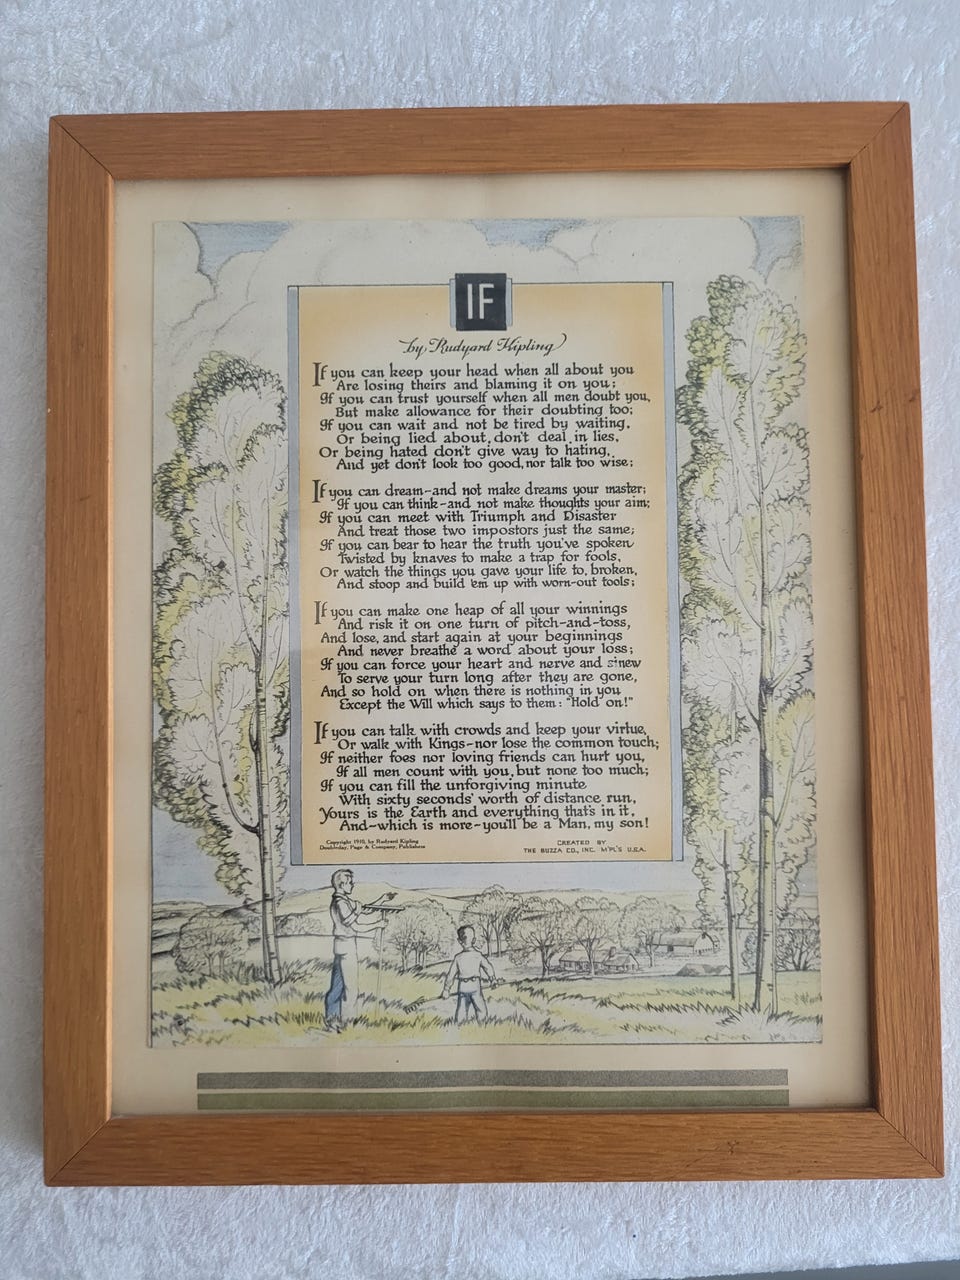 IF
by Rudyard Kipling
If you can keep your head when all about you
Are losing theirs and blaming it on you;
If you can trust yourself when all men doubt you,
But make allowance for their doubting too;
If you can wait and not be tired by waiting,
Or being lied about, don't deal in lies,
Or being hated don't give way to hating,
And yet don't look too good, nor talk too wise;
If you can dream—and not make dreams your master;
If you can think—and not make thoughts your aim;
If you can meet with Triumph and Disaster
And treat those two impostors just the same;
If you can bear to hear the truth you've spoken
Twisted by knaves to make a trap for fools,
Or watch the things you gave your life to, broken,
And stoop and build 'em up with worn-out tools;
If you can make one heap of all your winnings
And risk it on one turn of pitch-and-toss,
And lose, and start again at your beginnings
And never breathe a word about your loss;
If you can force your heart and nerve and sinew
To serve your turn long after they are gone,
And so hold on when there is nothing in you
Except the Will which says to them: "Hold on!"
If you can talk with crowds and keep your virtue,
Or walk with Kings—nor lose the common touch;
If neither foes nor loving friends can hurt you,
If all men count with you, but none too much;
If you can fill the unforgiving minute
With sixty seconds' worth of distance run,
Yours is the Earth and everything that's in it,
And—which is more—you'll be a Man, my son!
Copyright 1910, by Rudyard Kipling
Doubleday, Page & Company, Publishers
CREATED BY
THE BUZZA CO., INC. M'PL'S U.S.A.